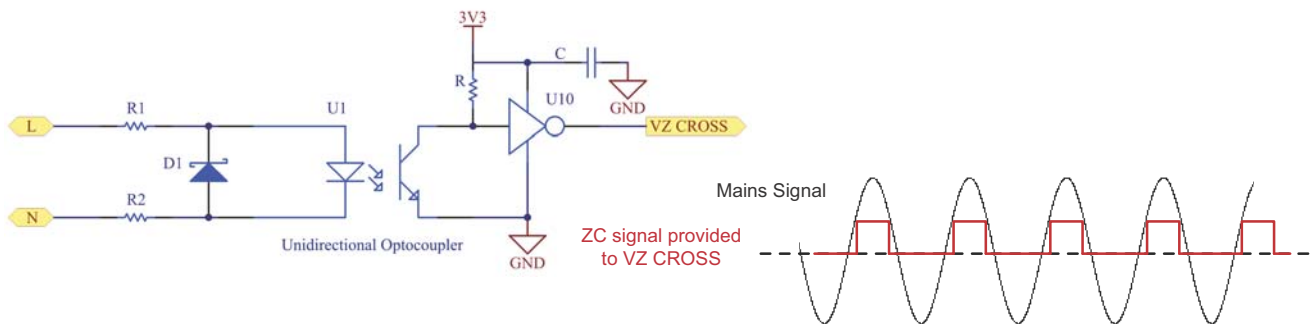 3V3
C
R
GND
U10
R1
U1
L
VZ CROSS
D1
R2
N
Unidirectional Optocoupler
GND
Mains Signal
ZC signal provided
to VZ CROSS